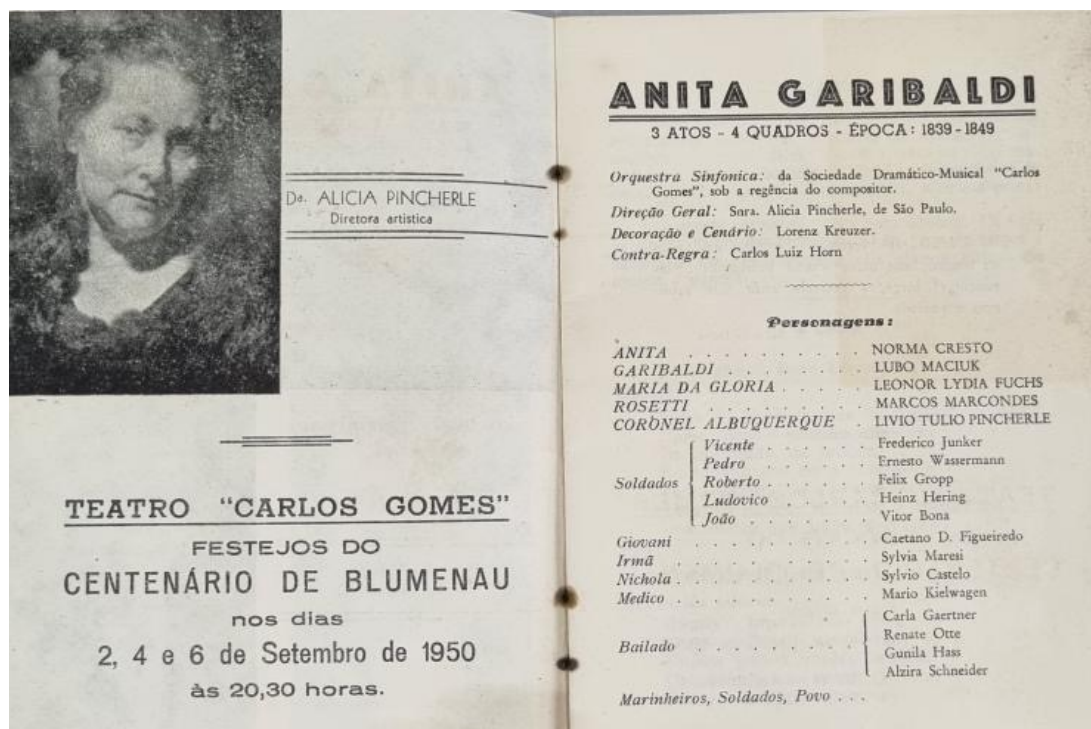 Da. ALICIA PINCHERLE
Diretora artistica
TEATRO "CARLOS GOMES"
FESTEJOS DO
CENTENÁRIO DE BLUMENAU
nos dias
2, 4 e 6 de Setembro de 1950
às 20,30 horas.
ANITA GARIBALDI
3 ATOS - 4 QUADROS - ÉPOCA: 1839-1849
Orquestra Sinfonica: da Sociedade Dramático-Musical "Carlos
Gomes", sob a regência do compositor.
Direção Geral: Snra. Alicia Pincherle, de São Paulo.
Decoração e Cenário: Lorenz Kreuzer.
Contra-Regra: Carlos Luiz Horn
Personagens:
ANITA . . . . . . . . . . NORMA CRESTO
GARIBALDI . . . . . . . . LUBO MACIUK
MARIA DA GLORIA . . . . . LEONOR LYDIA FUCHS
ROSETTI . . . . . . . . . MARCOS MARCONDES
CORONEL ALBUQUERQUE . LIVIO TULIO PINCHERLE
Soldados
Vicente . . . . . . Frederico Junker
Pedro . . . . . . Ernesto Wassermann
Roberto . . . . . . Felix Gropp
Ludovico . . . . . Heinz Hering
João . . . . . . . Vitor Bona
Giovani . . . . . . . . . . Caetano D. Figueiredo
Irmã . . . . . . . . . . . Sylvia Maresi
Nichola . . . . . . . . . . Sylvio Castelo
Medico . . . . . . . . . . Mario Kielwagen
Bailado . . . . . . . . .
Carla Gaertner
Renate Otte
Gunila Hass
Alzira Schneider
Marinheiros, Soldados, Povo . . .